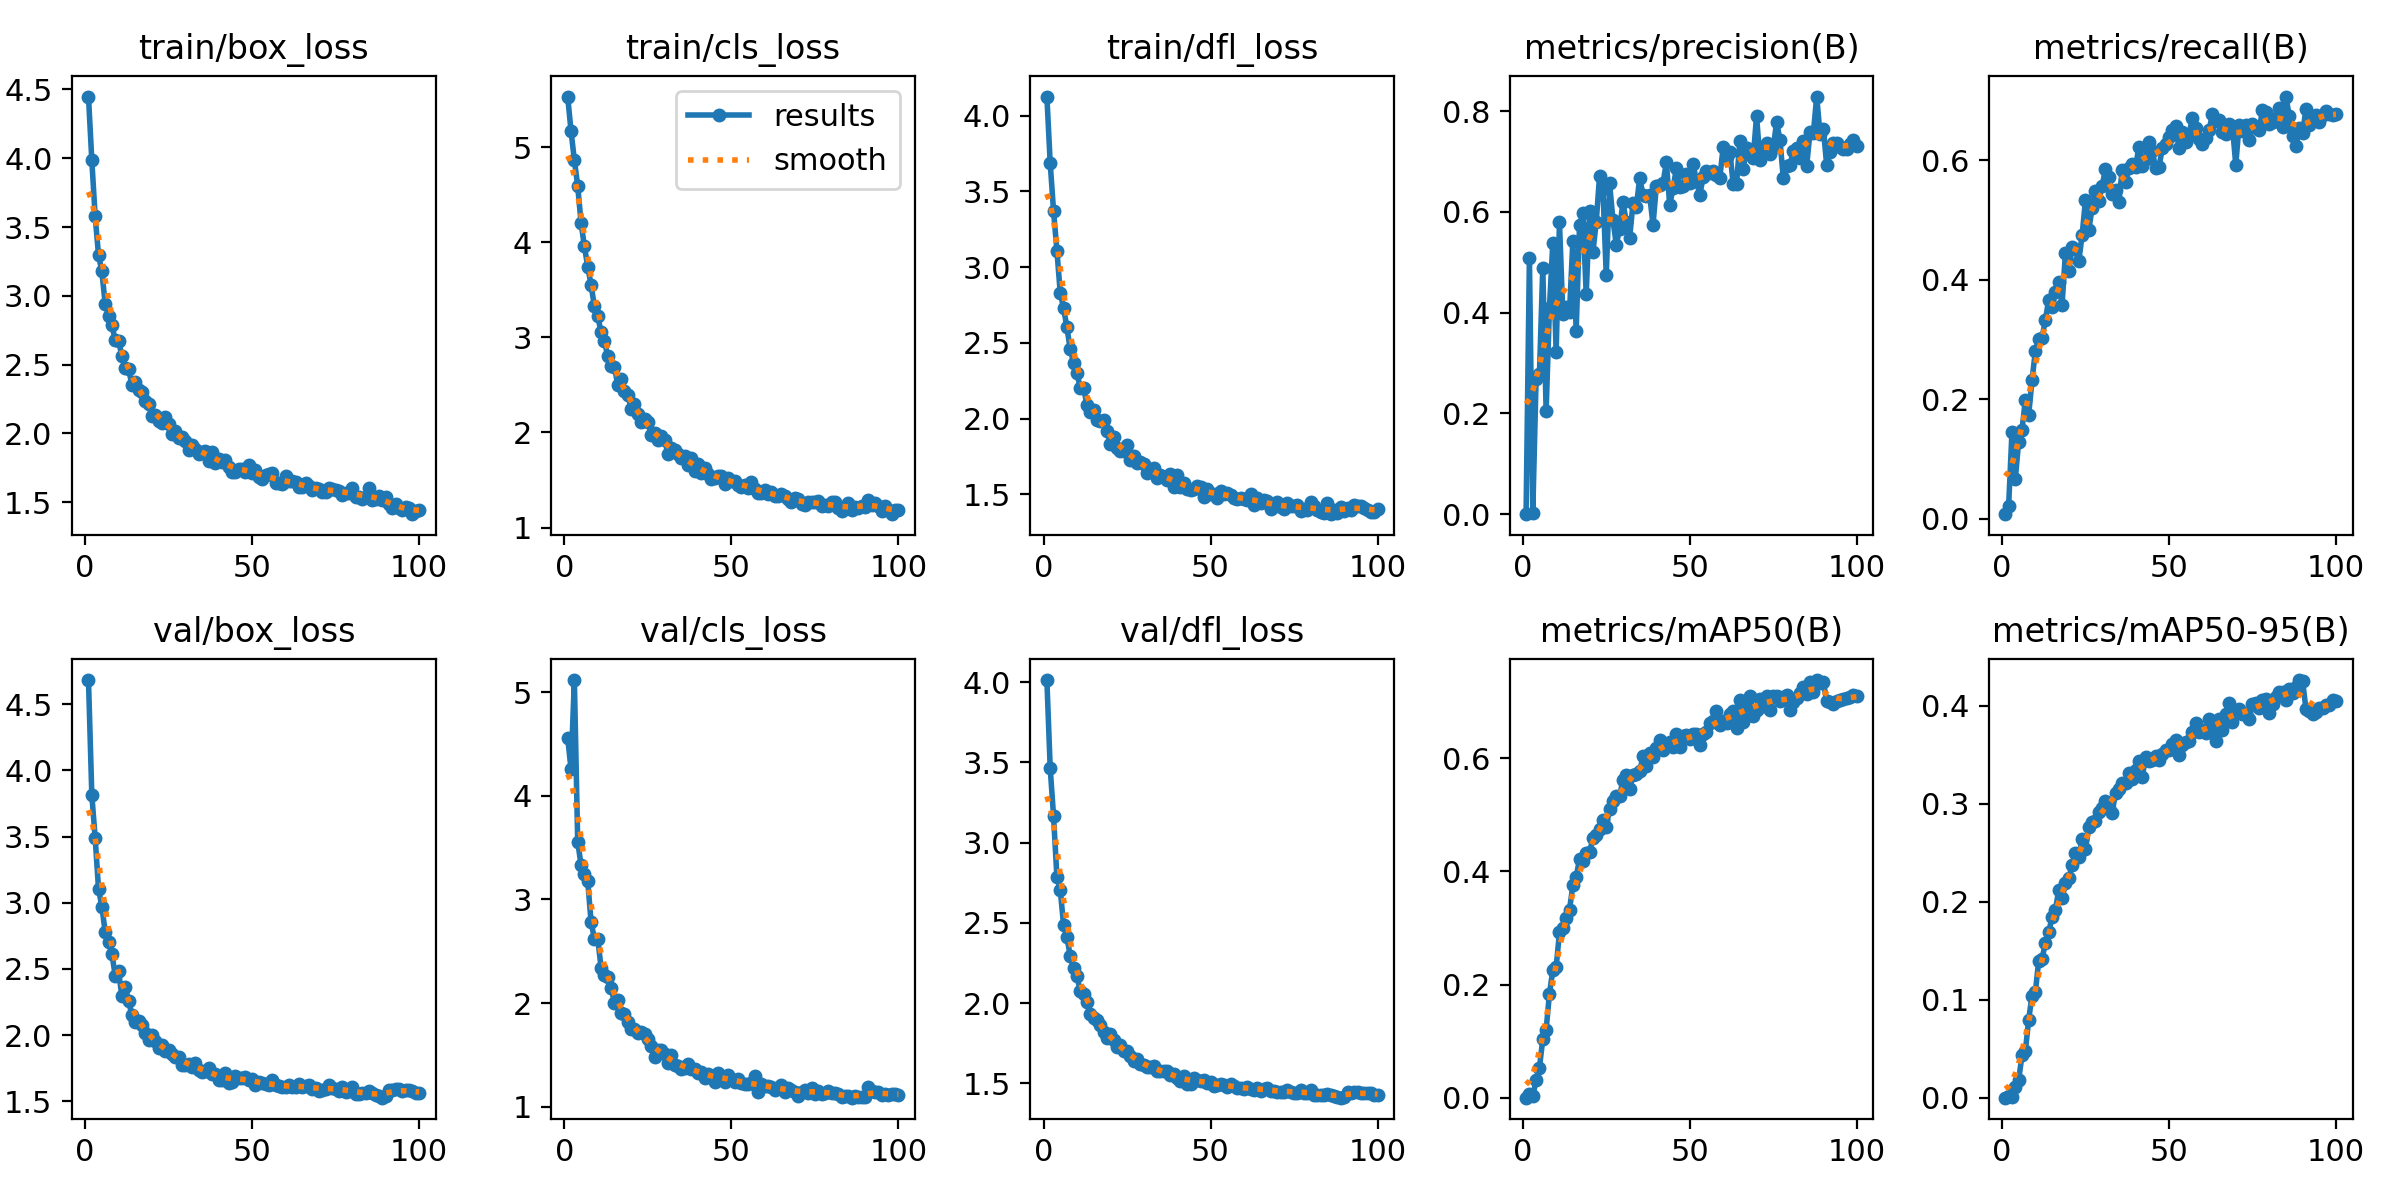 train/box_loss
4.5
4.0
3.5
3.0
2.5
2.0
1.5
0 50 100
train/cls_loss
results
smooth
5
4
3
2
1
0 50 100
train/dfl_loss
4.0
3.5
3.0
2.5
2.0
1.5
0 50 100
metrics/precision(B)
0.8
0.6
0.4
0.2
0.0
0 50 100
metrics/recall(B)
0.6
0.4
0.2
0.0
0 50 100
val/box_loss
4.5
4.0
3.5
3.0
2.5
2.0
1.5
0 50 100
val/cls_loss
5
4
3
2
1
0 50 100
val/dfl_loss
4.0
3.5
3.0
2.5
2.0
1.5
0 50 100
metrics/mAP50(B)
0.6
0.4
0.2
0.0
0 50 100
metrics/mAP50-95(B)
0.4
0.3
0.2
0.1
0.0
0 50 100